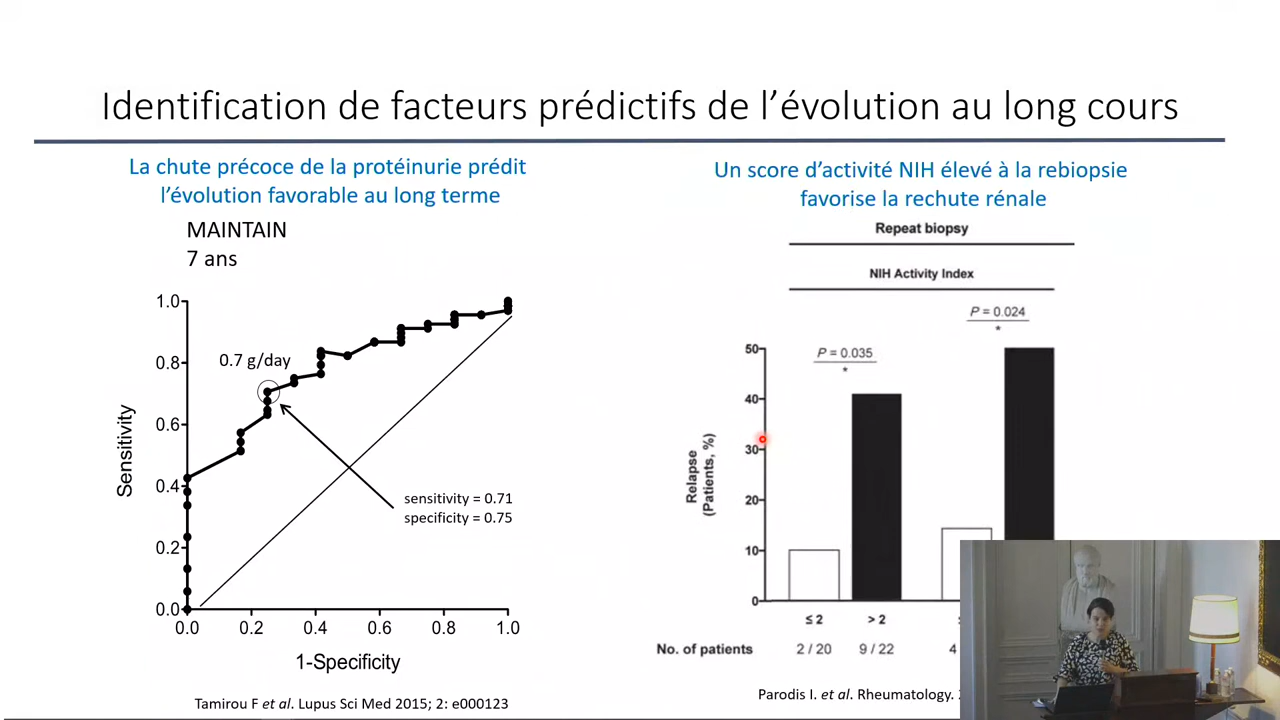 Identification de facteurs prédictifs de l’évolution au long cours
La chute précoce de la protéinurie prédit
l’évolution favorable au long terme
MAINTAIN
7 ans
1.0
0.8
0.6
0.4
0.2
0.0
Sensitivity
0.7 g/day
sensitivity = 0.71
specificity = 0.75
0.0 0.2 0.4 0.6 0.8 1.0
1-Specificity
Tamirou F et al. Lupus Sci Med 2015; 2: e000123
Un score d’activité NIH élevé à la rebiopsie
favorise la rechute rénale
Repeat biopsy
NIH Activity Index
P = 0.024
*
P = 0.035
*
50
40
30
20
10
0
Relapse
(Patients, %)
≤ 2 > 2
No. of patients 2 / 20 9 / 22 4
Parodis I. et al. Rheumatology.